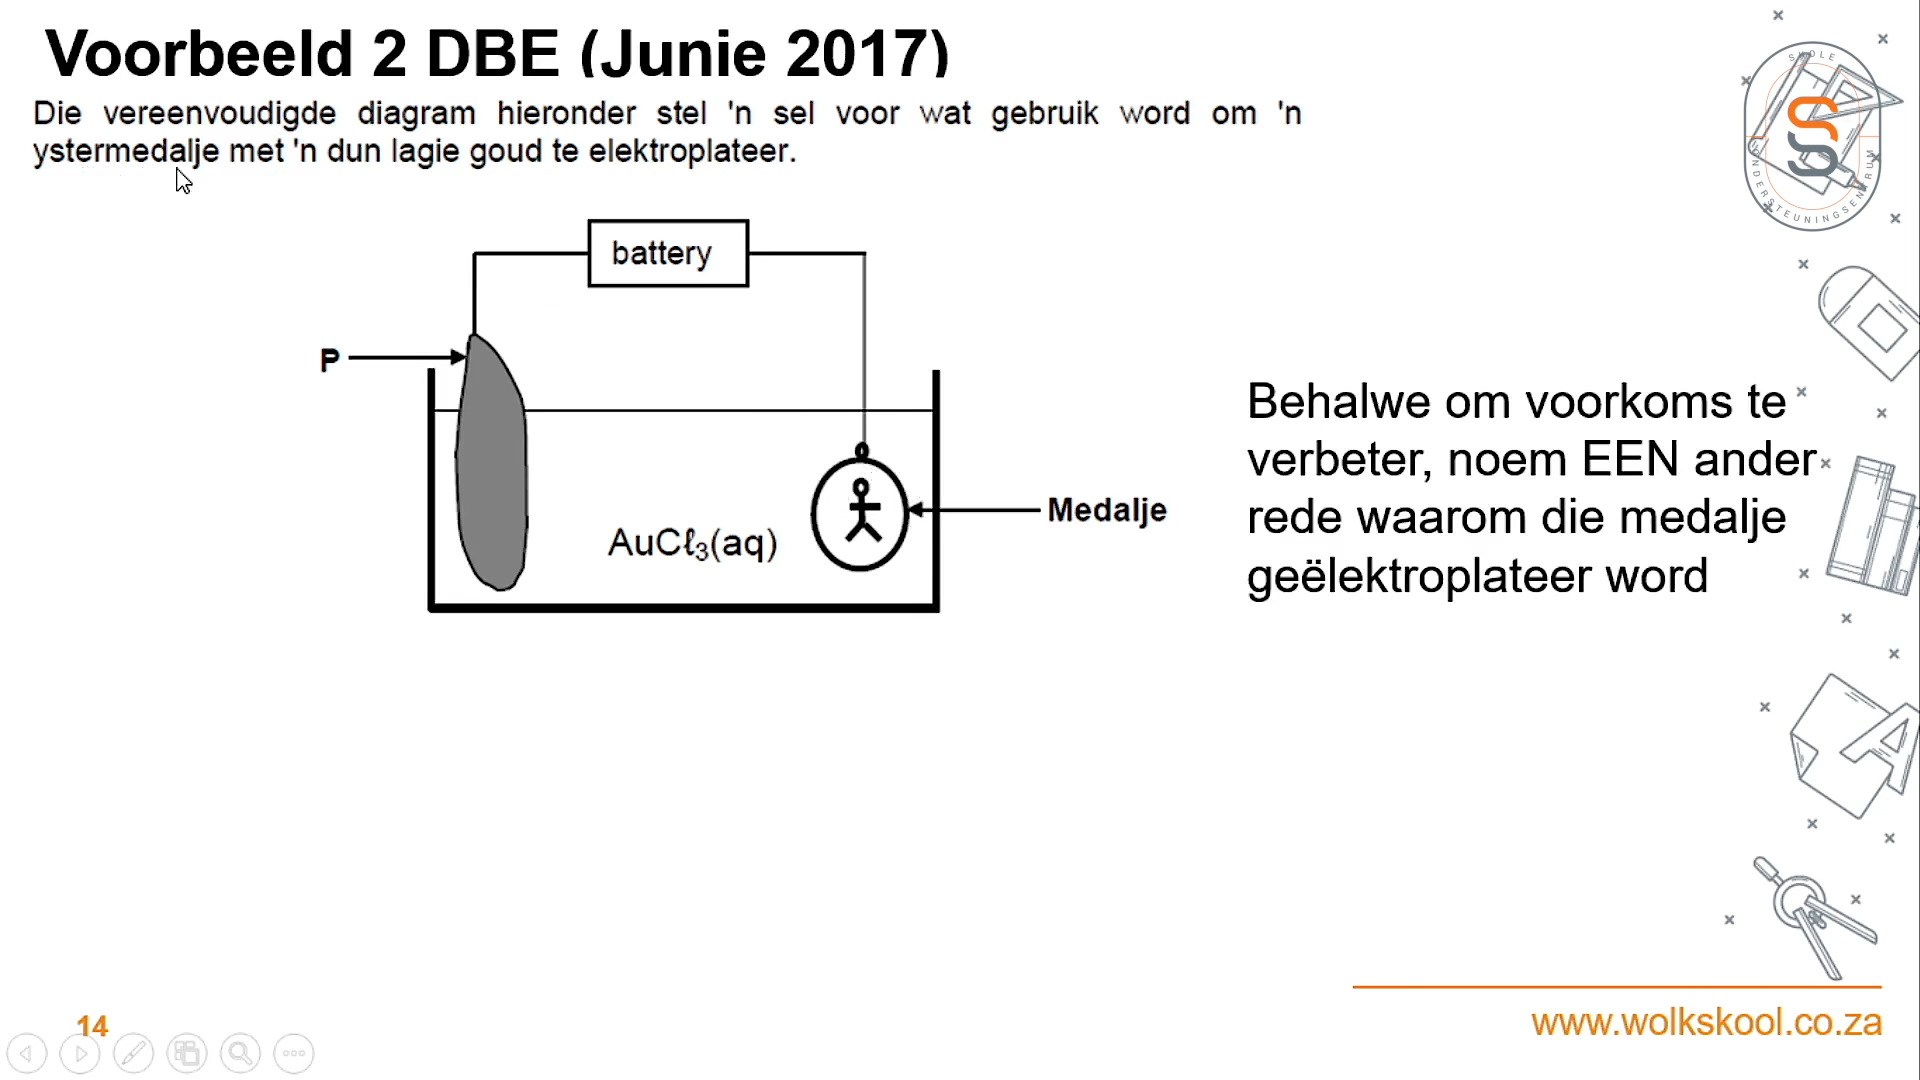 Voorbeeld 2 DBE (Junie 2017)
Die vereenvoudigde diagram hieronder stel 'n sel voor wat gebruik word om 'n
ystermedalje met 'n dun lagie goud te elektroplateer.
battery
P
Medalje
AuCℓ₃(aq)
Behalwe om voorkoms te
verbeter, noem EEN ander
rede waarom die medalje
geëlektroplateer word
SKOLE
ONDERSTEUNINGSENTRUM
14
www.wolkskool.co.za